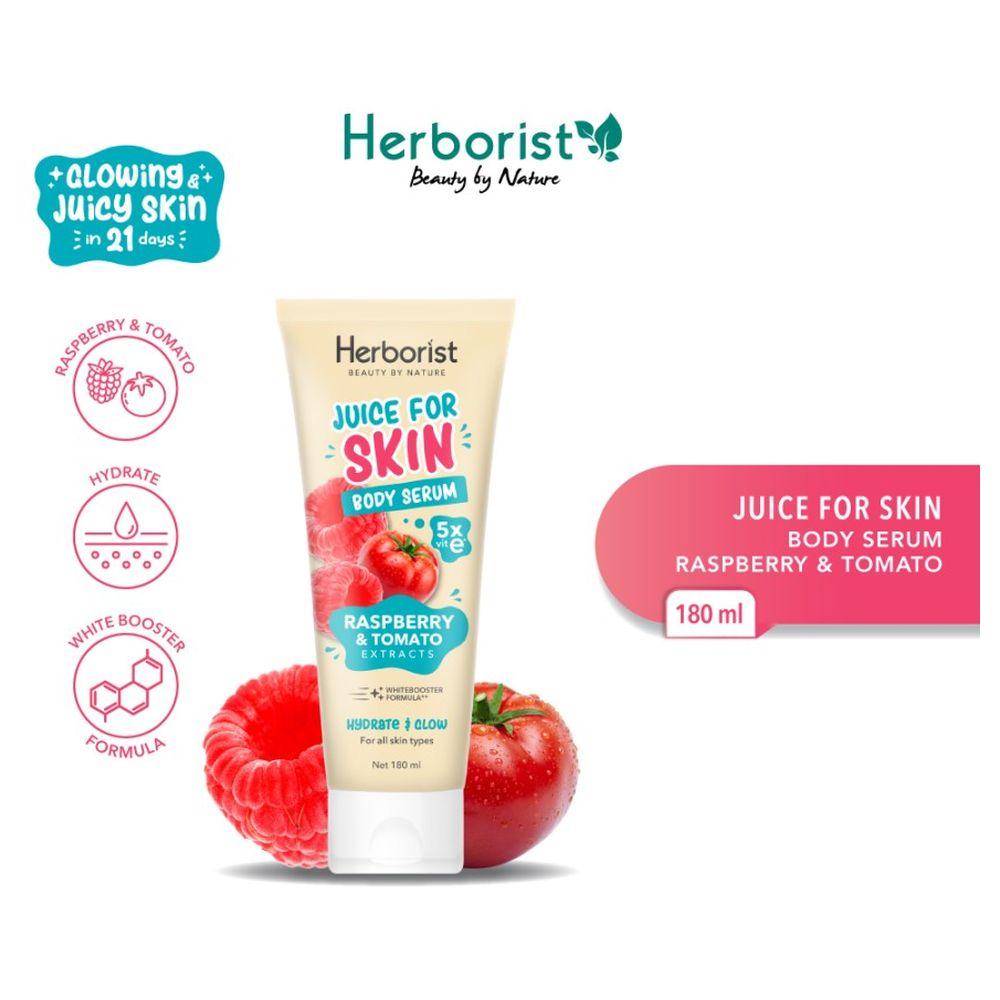 Herborist
Beauty by Nature
GLOWING &
JUICY SKIN
in 21 days
RASPBERRY & TOMATO
HYDRATE
WHITE BOOSTER
FORMULA
Herborist
BEAUTY BY NATURE
JUICE FOR
SKIN
BODY SERUM
5x
vit e*
RASPBERRY
& TOMATO
EXTRACTS
WHITEBOOSTER
FORMULA**
HYDRATE & GLOW
For all skin types
Net 180 ml
JUICE FOR SKIN
BODY SERUM
RASPBERRY & TOMATO
180 ml